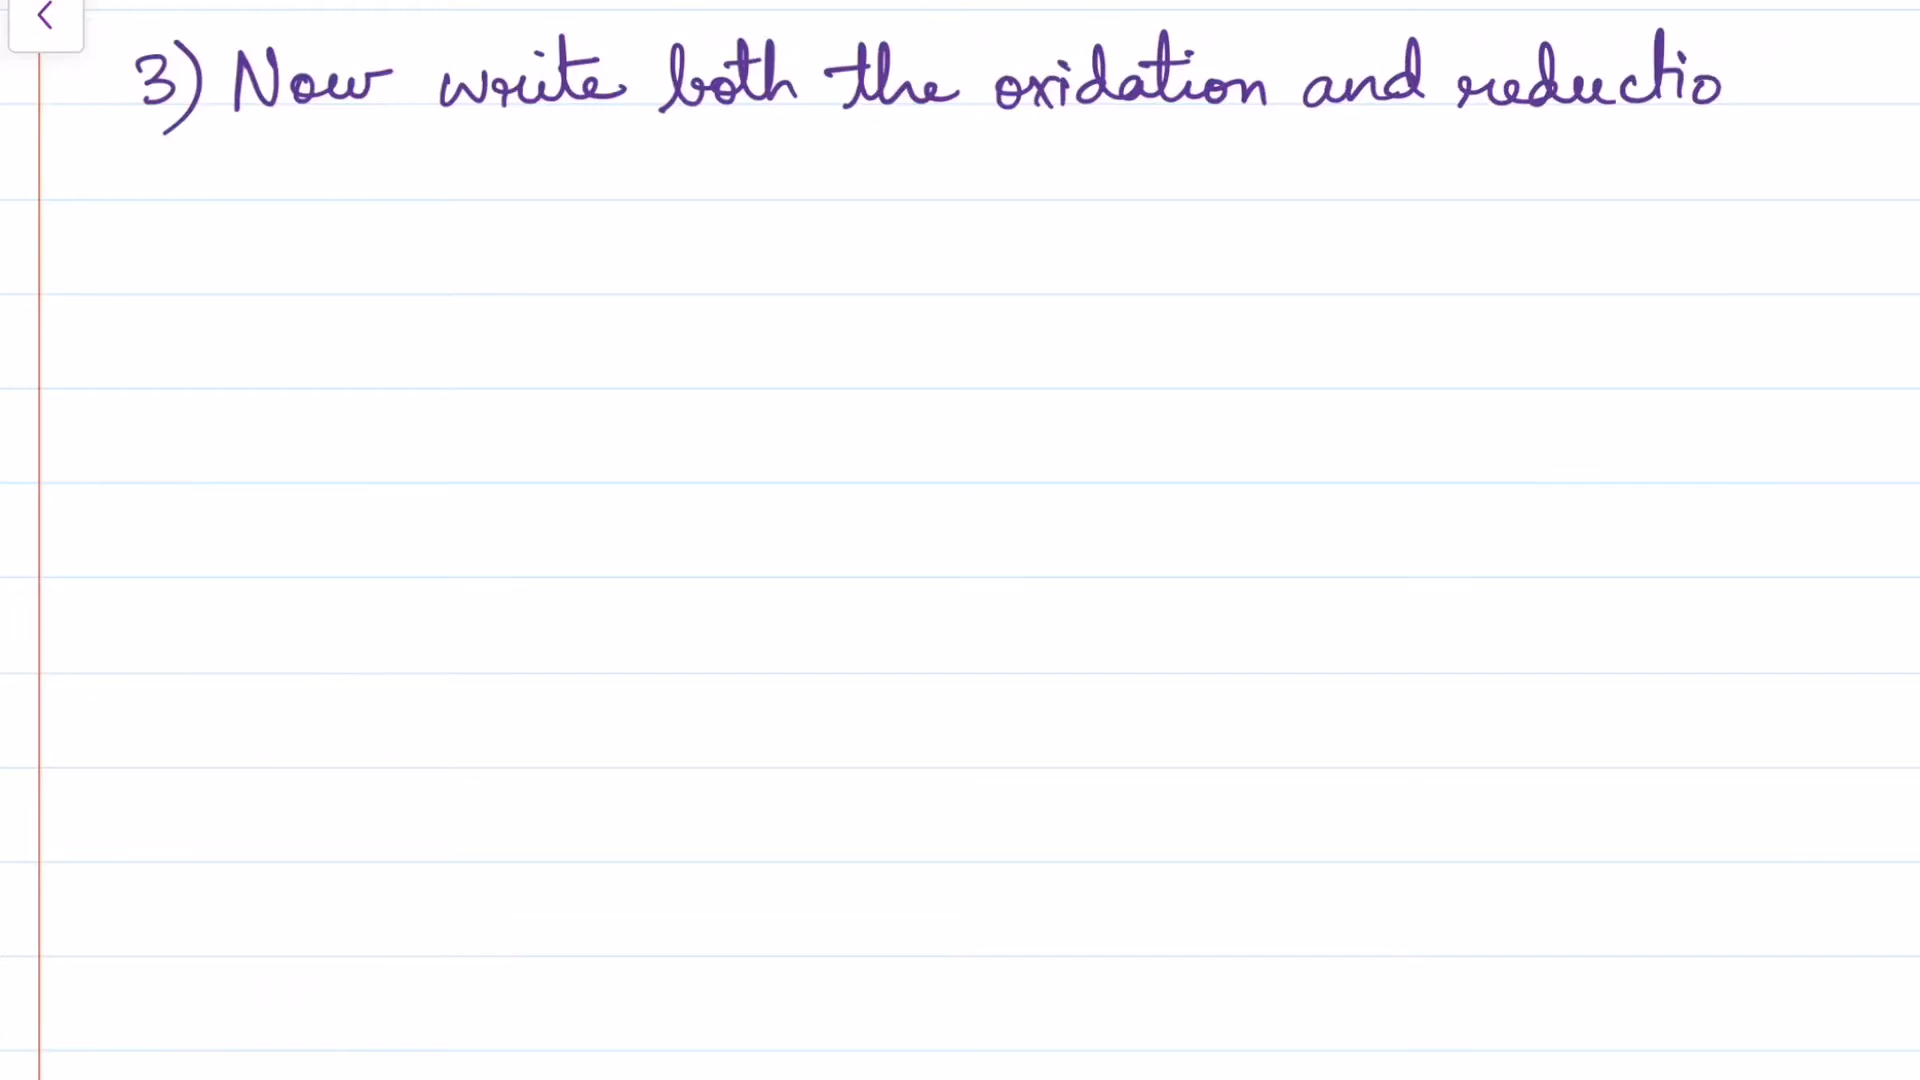 3) Now write both the oxidation and reductio